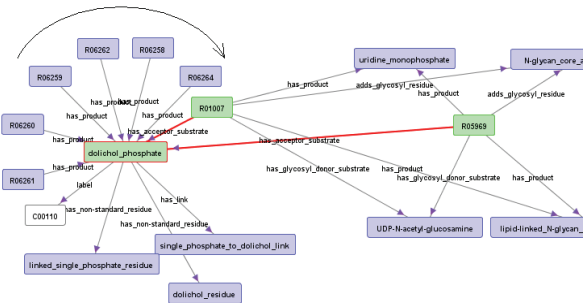 R06262
R06258
R06259
R06264
uridine_monophosphate
N-glycan_core_a
has_product
adds_glycosyl_residue
has_product
has_product
has_product
adds_glycosyl_residue
R01007
has_product
has_product
R06260
R05969
has_acceptor_substrate
has_product
has_acceptor_substrate
dolichol_phosphate
has_product
has_product
has_glycosyl_donor_substrate
R06261
has_glycosyl_donor_substrate
has_product
label
has_link
has_non-standard_residue
C00110
has_non-standard_residue
UDP-N-acetyl-glucosamine
lipid-linked_N-glycan_
single_phosphate_to_dolichol_link
linked_single_phosphate_residue
dolichol_residue